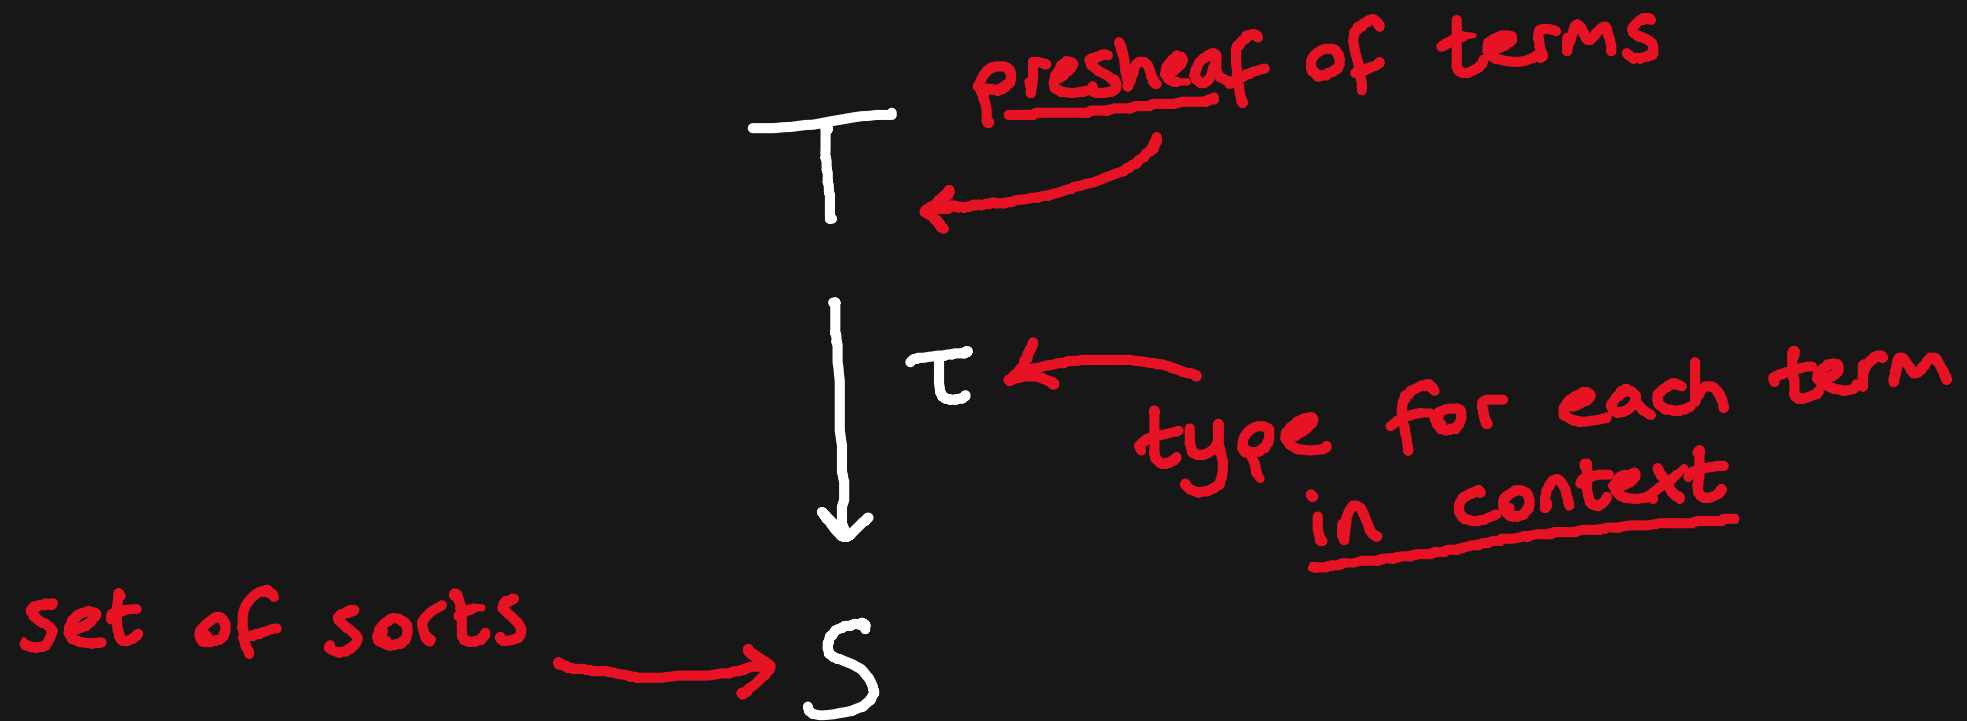 presheaf of terms
T
τ
type for each term
in context
set of sorts
S